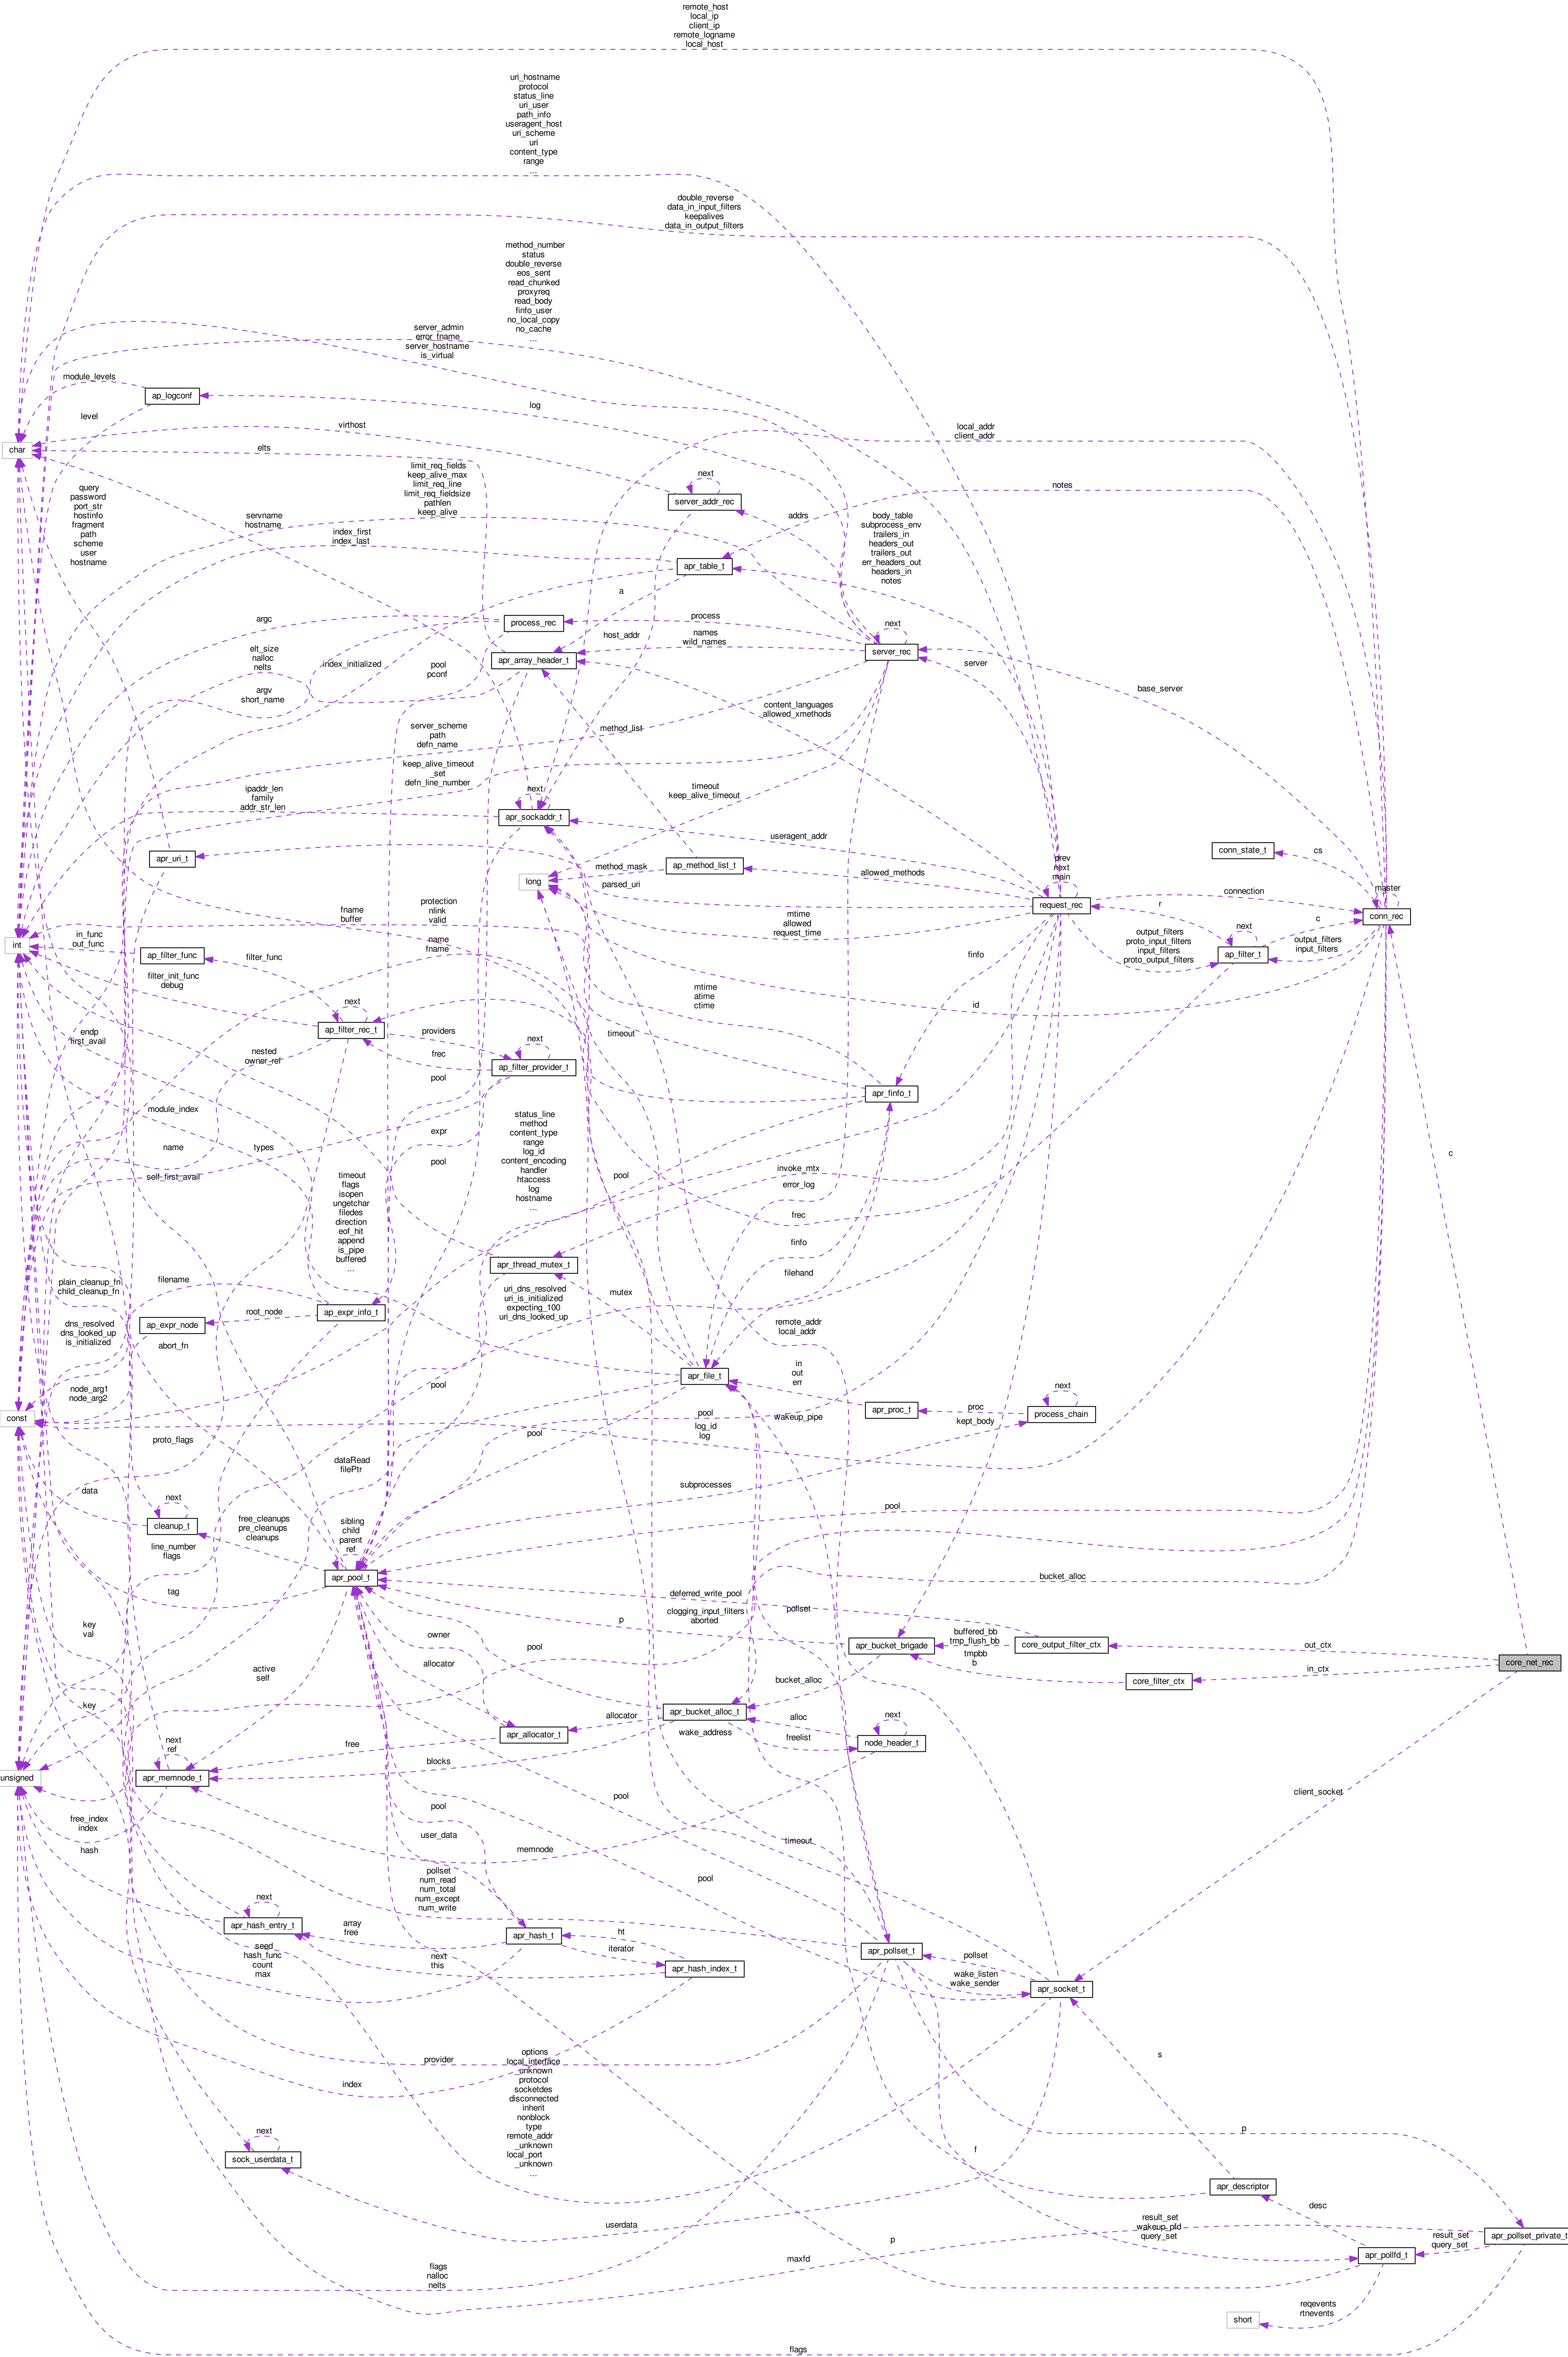 remote_host
local_ip
client_ip
remote_logname
local_host
uri_hostname
protocol
status_line
uri_user
path_info
useragent_host
uri_scheme
uri
content_type
range
...
double_reverse
data_in_input_filters
keepalives
data_in_output_filters
method_number
status
double_reverse
eos_sent
read_chunked
proxyreq
read_body
finfo_user
no_local_copy
no_cache
...
server_admin
error_fname
server_hostname
is_virtual
module_levels
ap_logconf
log
level
virthost
local_addr
client_addr
char
elts
limit_req_fields
keep_alive_max
limit_req_line
limit_req_fieldsize
pathlen
keep_alive
next
server_addr_rec
notes
query
password
port_str
hostinfo
fragment
path
scheme
user
hostname
servname
hostname
addrs
body_table
subprocess_env
trailers_in
headers_out
trailers_out
err_headers_out
headers_in
notes
index_first
index_last
apr_table_t
a
argc
process_rec
process
next
server_rec
host_addr
names
wild_names
server
elt_size
nalloc
nelts
index_initialized
pool
pconf
apr_array_header_t
base_server
argv
short_name
content_languages
allowed_xmethods
server_scheme
path
defn_name
method_list
keep_alive_timeout
_set
defn_line_number
timeout
keep_alive_timeout
ipaddr_len
family
addr_str_len
next
apr_sockaddr_t
useragent_addr
conn_state_t
cs
apr_uri_t
ap_method_list_t
method_mask
allowed_methods
long
parsed_uri
prev
next
main
request_rec
connection
master
conn_rec
fname
buffer
protection
nlink
valid
mtime
allowed
request_time
r
c
next
ap_filter_t
output_filters
proto_input_filters
input_filters
proto_output_filters
output_filters
input_filters
int
in_func
out_func
ap_filter_func
filter_func
name
fname
finfo
filter_init_func
debug
next
ap_filter_rec_t
mtime
atime
ctime
id
endp
first_avail
providers
frec
next
ap_filter_provider_t
timeout
nested
owner_ref
pool
apr_finfo_t
module_index
expr
name
types
pool
status_line
method
content_type
range
log_id
content_encoding
handler
htaccess
log
hostname
...
self_first_avail
timeout
flags
isopen
ungetchar
filedes
direction
eof_hit
append
is_pipe
buffered
...
pool
invoke_mtx
error_log
frec
finfo
filehand
apr_thread_mutex_t
plain_cleanup_fn
child_cleanup_fn
filename
ap_expr_info_t
root_node
ap_expr_node
uri_dns_resolved
uri_is_initialized
expecting_100
uri_dns_looked_up
mutex
remote_addr
local_addr
dns_resolved
dns_looked_up
is_initialized
abort_fn
apr_file_t
in
out
err
pool
node_arg1
node_arg2
const
apr_proc_t
proc
next
process_chain
pool
wakeup_pipe
kept_body
log_id
log
pool
proto_flags
dataRead
filePtr
subprocesses
data
next
cleanup_t
free_cleanups
pre_cleanups
cleanups
sibling
child
parent
ref
apr_pool_t
pool
line_number
flags
tag
bucket_alloc
deferred_write_pool
pollset
clogging_input_filters
aborted
key
val
p
owner
pool
apr_bucket_brigade
buffered_bb
tmp_flush_bb
core_output_filter_ctx
out_ctx
core_net_rec
tmpbb
b
core_filter_ctx
in_ctx
c
active
self
allocator
bucket_alloc
key
apr_bucket_alloc_t
allocator
alloc
next
node_header_t
apr_allocator_t
wake_address
freelist
next
ref
free
blocks
unsigned
apr_memnode_t
pool
client_socket
free_index
index
pool
user_data
memnode
timeout
hash
pollset
num_read
num_total
num_except
num_write
pool
next
apr_hash_entry_t
array
free
apr_hash_t
ht
iterator
apr_hash_index_t
apr_pollset_t
pollset
wake_listen
wake_sender
seed
hash_func
count
max
next
this
apr_socket_t
provider
options
local_interface
_unknown
protocol
socketdes
disconnected
inherit
nonblock
type
remote_addr
_unknown
local_port
_unknown
...
s
index
p
next
sock_userdata_t
f
apr_descriptor
userdata
desc
result_set
wakeup_pfd
query_set
result_set
query_set
apr_pollset_private_t
apr_pollfd_t
p
maxfd
flags
nalloc
nelts
reqevents
rtnevents
short
flags